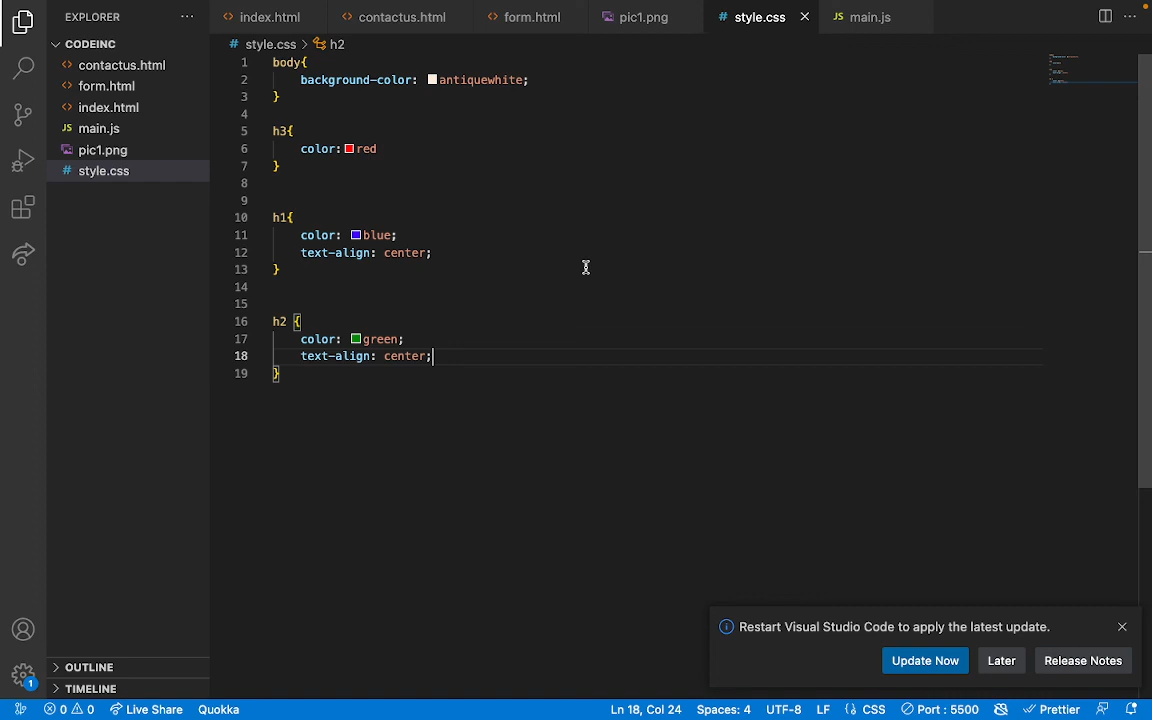 EXPLORER
index.html
contactus.html
form.html
pic1.png
# style.css
JS main.js
CODEINC
contactus.html
form.html
index.html
JS main.js
pic1.png
# style.css
# style.css > h2
1 body{
2 background-color: antiquewhite;
3 }
4
5 h3{
6 color: red
7 }
8
9
10 h1{
11 color: blue;
12 text-align: center;
13 }
14
15
16 h2 {
17 color: green;
18 text-align: center;
19 }
Restart Visual Studio Code to apply the latest update.
Update Now Later Release Notes
OUTLINE
TIMELINE
1
0 0 Live Share Quokka Ln 18, Col 24 Spaces: 4 UTF-8 LF CSS Port : 5500 Prettier